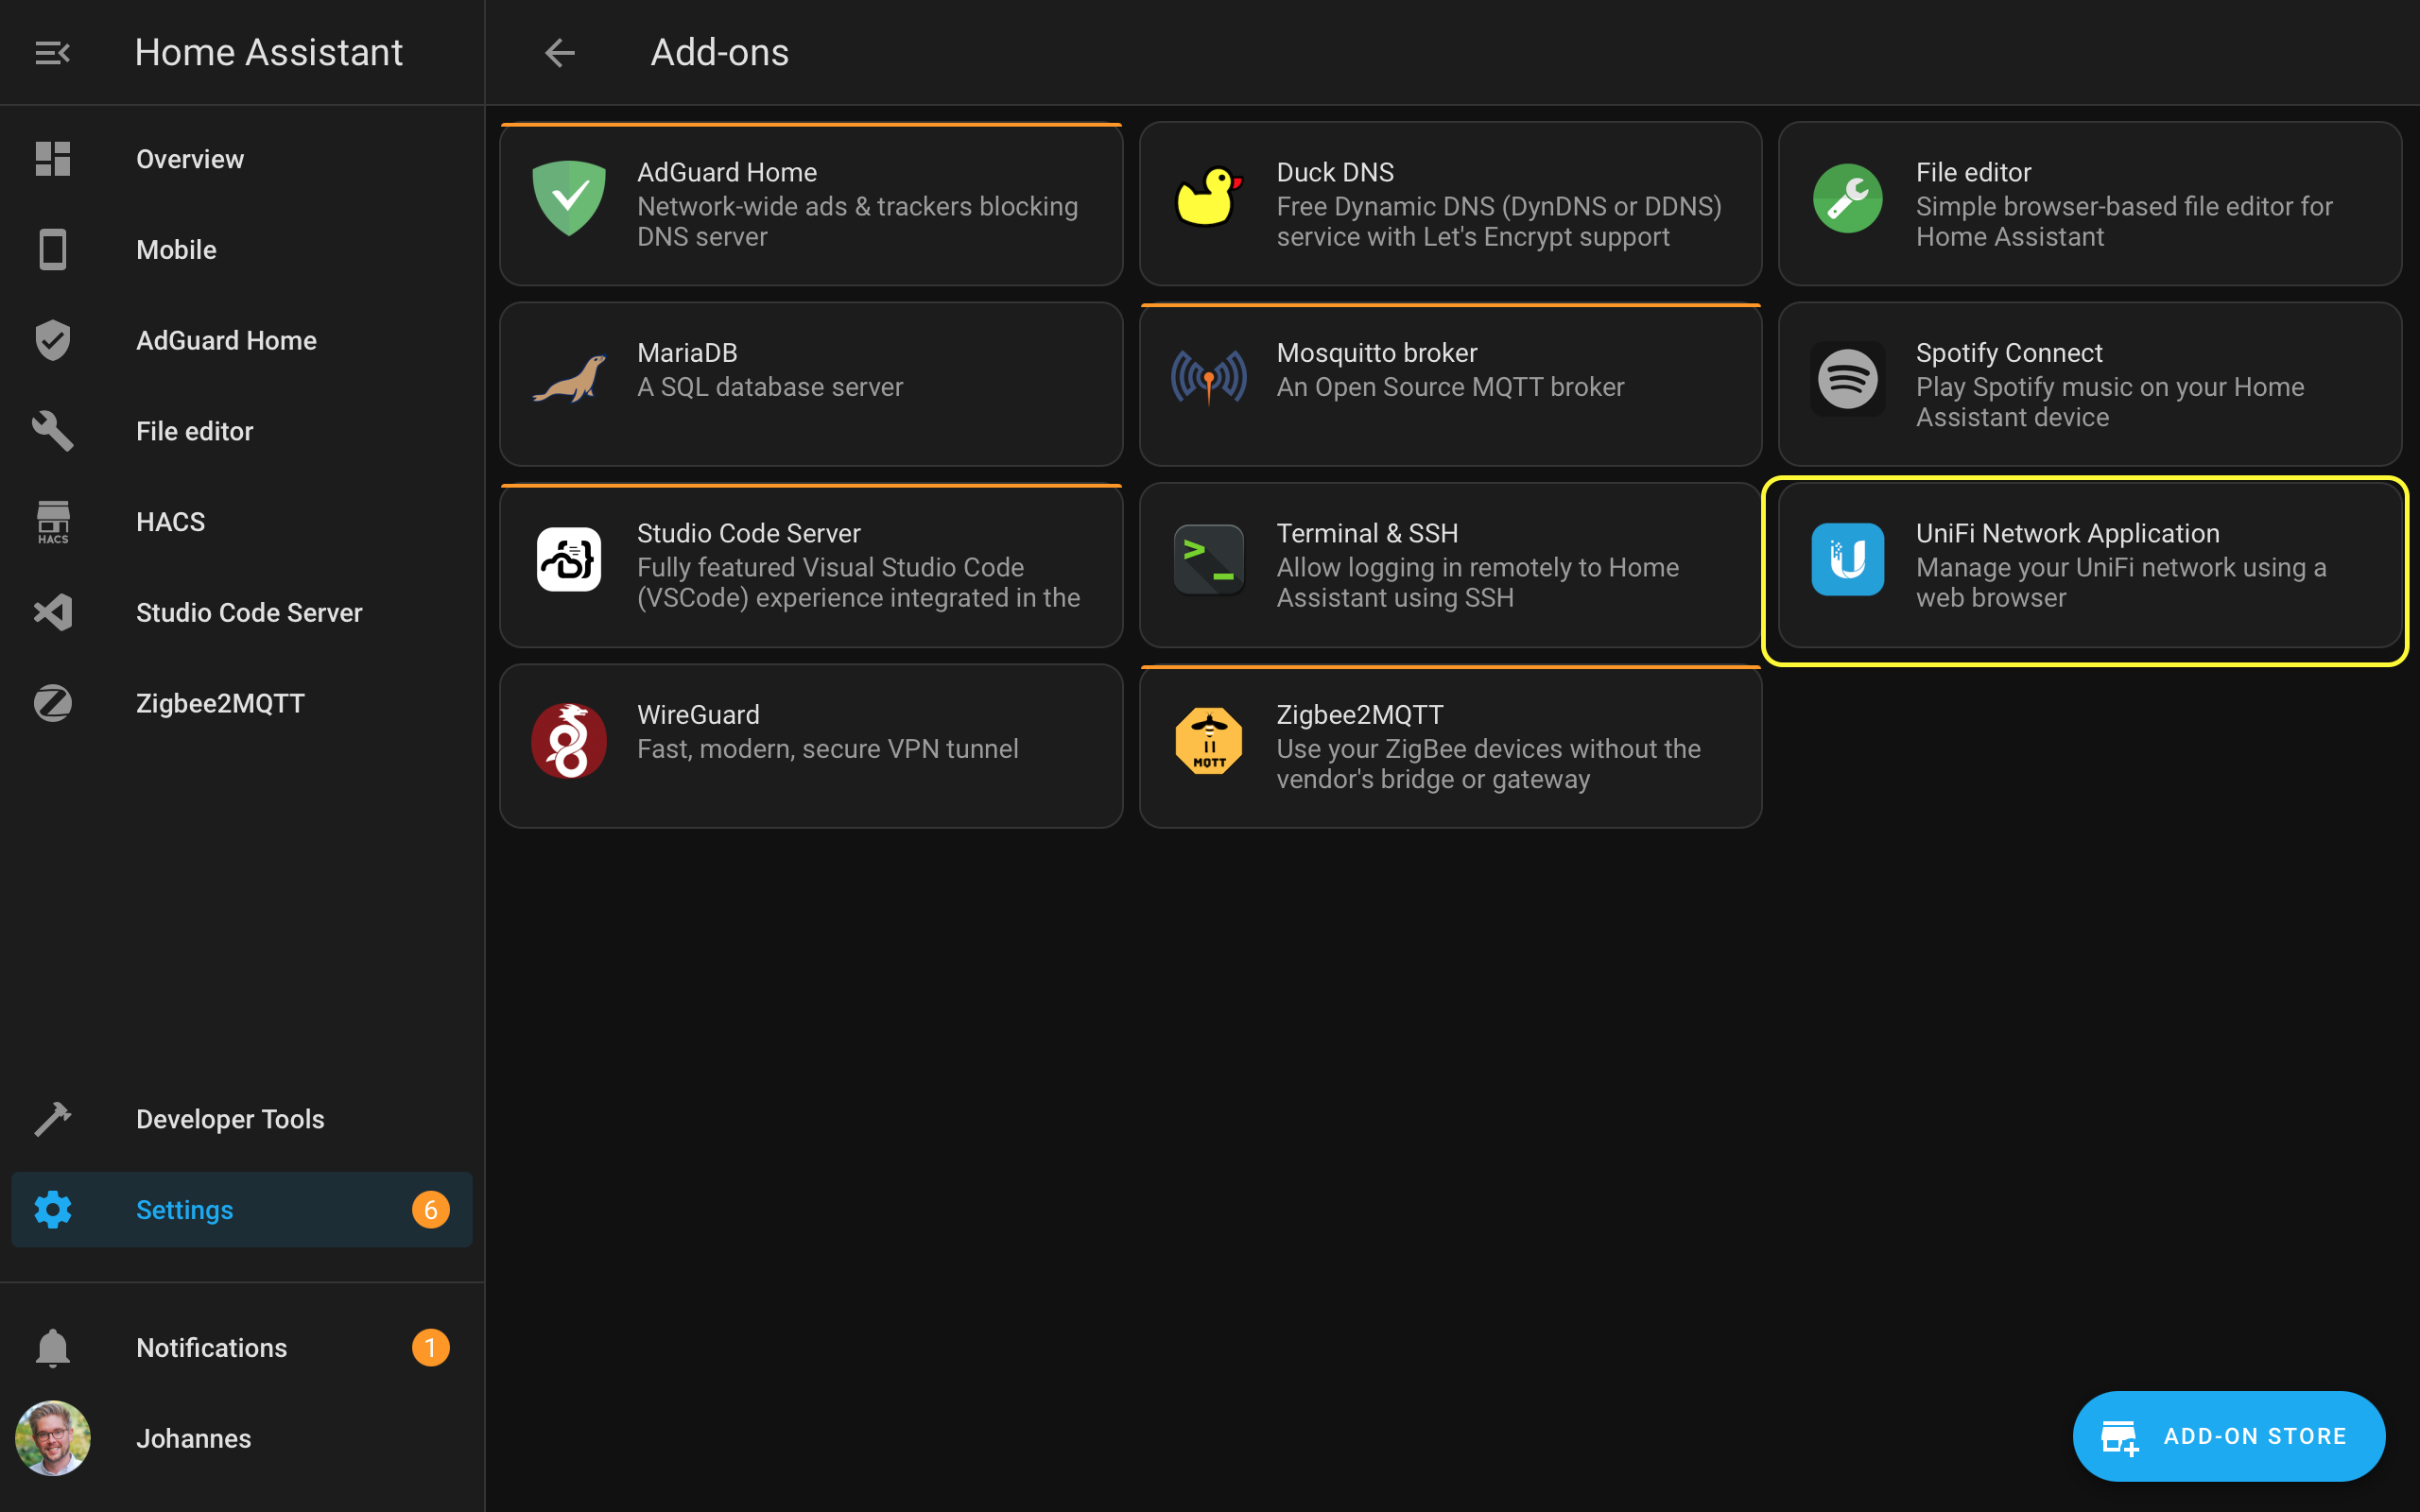 Home Assistant
Overview
Mobile
AdGuard Home
File editor
HACS
HACS
Studio Code Server
Zigbee2MQTT
Developer Tools
Settings
6
Notifications
1
Johannes
Add-ons
AdGuard Home
Network-wide ads & trackers blocking
DNS server
Duck DNS
Free Dynamic DNS (DynDNS or DDNS)
service with Let's Encrypt support
File editor
Simple browser-based file editor for
Home Assistant
MariaDB
A SQL database server
Mosquitto broker
An Open Source MQTT broker
Spotify Connect
Play Spotify music on your Home
Assistant device
Studio Code Server
Fully featured Visual Studio Code
(VSCode) experience integrated in the
Terminal & SSH
Allow logging in remotely to Home
Assistant using SSH
UniFi Network Application
Manage your UniFi network using a
web browser
WireGuard
Fast, modern, secure VPN tunnel
MQTT
Zigbee2MQTT
Use your ZigBee devices without the
vendor's bridge or gateway
ADD-ON STORE